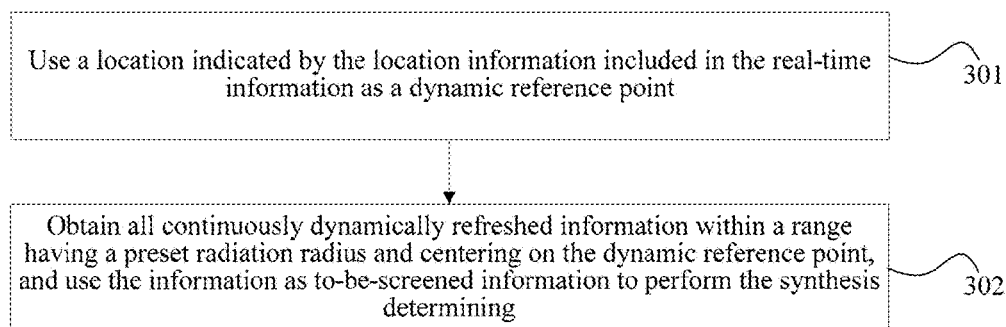 Use a location indicated by the location information included in the real-time
information as a dynamic reference point
301
Obtain all continuously dynamically refreshed information within a range
having a preset radiation radius and centering on the dynamic reference point,
and use the information as to-be-screened information to perform the synthesis
determining
302